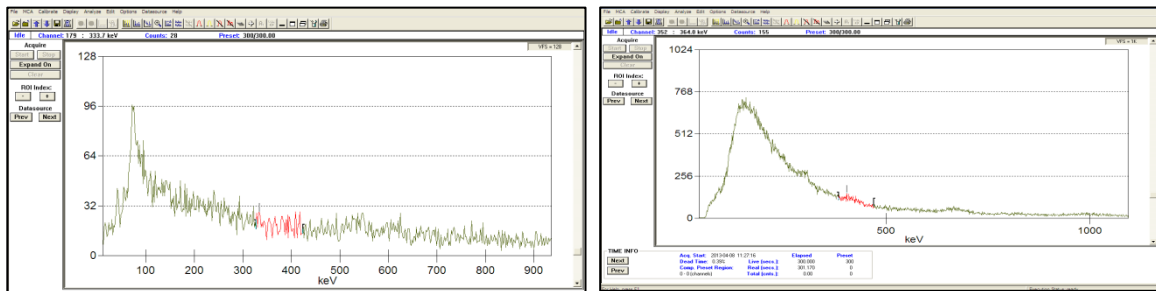 File MCA Calibrate Display Analyze Edit Options Datasource Help
Idle Channel: 179 : 333.7 keV Counts: 28 Preset: 300/300.00
Acquire
Start Stop
Expand On
Clear
ROI Index:
- +
Datasource
Prev Next
VFS = 128
128
96
64
32
0
100 200 300 400 500 600 700 800 900
keV
File MCA Calibrate Display Analyze Edit Options Datasource Help
Idle Channel: 352 : 364.0 keV Counts: 155 Preset: 300/300.00
Acquire
Start Stop
Expand On
Clear
ROI Index:
- +
Datasource
Prev Next
VFS = 1K
1024
768
512
256
0
500 1000
keV
TIME INFO
Next
Prev
Acq. Start: 2013-04-08 11:27:16 Elapsed Preset
Dead Time: 0.39% Live (secs.): 300.000 300
Comp. Preset Region: Real (secs.): 301.170 0
0 - 0 (channels) Total (cnts.): 0.00 0